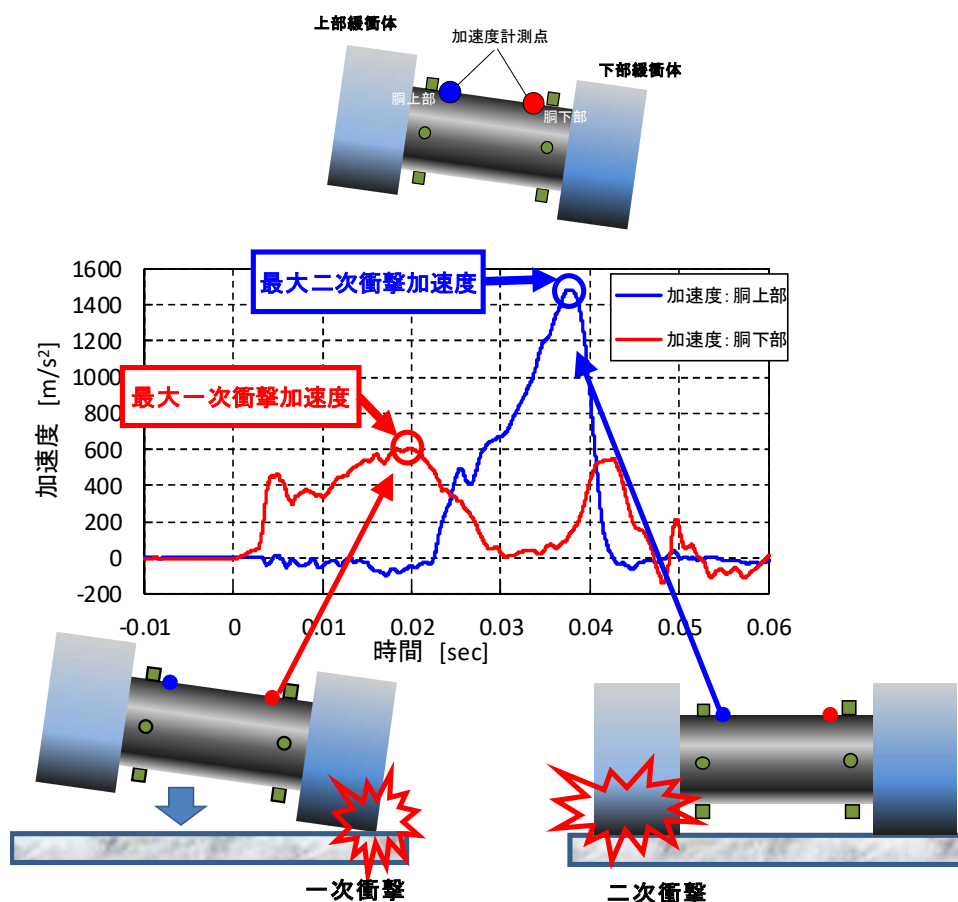 上部緩衝体
加速度計測点
下部緩衝体
胴上部
胴下部
最大二次衝撃加速度
加速度：胴上部
加速度：胴下部
最大一次衝撃加速度
加速度 [m/s²]
1600
1400
1200
1000
800
600
400
200
0
-200
-0.01
0
0.01
0.02
0.03
0.04
0.05
0.06
時間 [sec]
一次衝撃
二次衝撃